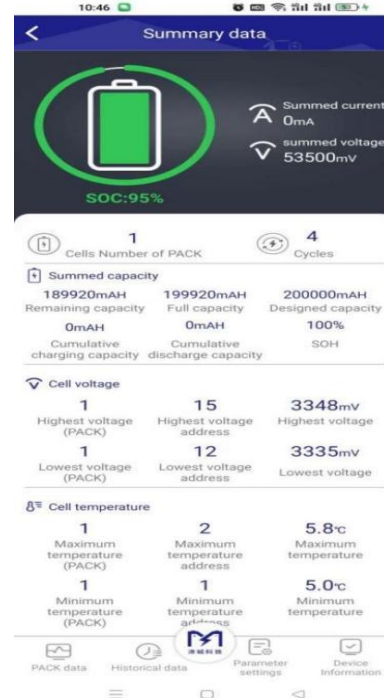 10:46
Summary data
Summed current
0mA
summed voltage
53500mV
SOC:95%
1
Cells Number of PACK
4
Cycles
Summed capacity
189920mAH 199920mAH 200000mAH
Remaining capacity Full capacity Designed capacity
0mAH 0mAH 100%
Cumulative charging capacity
Cumulative discharge capacity
SOH
Cell voltage
1 15 3348mV
Highest voltage (PACK)
Highest voltage address
Highest voltage
1 12 3335mV
Lowest voltage (PACK)
Lowest voltage address
Lowest voltage
Cell temperature
1 2 5.8℃
Maximum temperature (PACK)
Maximum temperature address
Maximum temperature
1 1 5.0℃
Minimum temperature (PACK)
Minimum temperature address
Minimum temperature
PACK data
Historical data
Parameter settings
Device Information